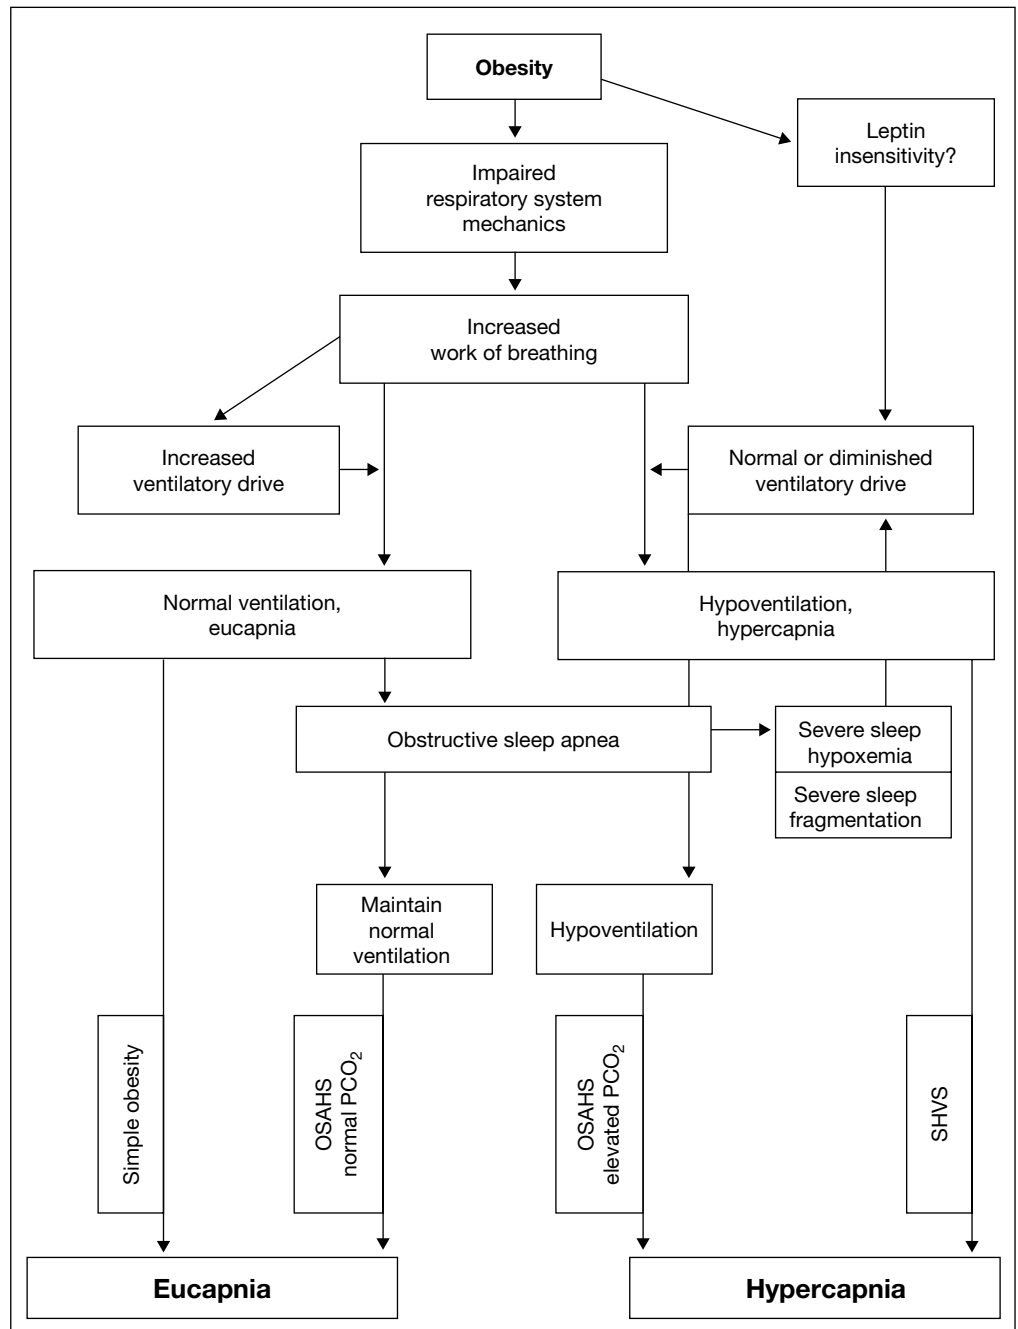 Obesity
Leptin
insensitivity?
Impaired
respiratory system
mechanics
Increased
work of breathing
Increased
ventilatory drive
Normal or diminished
ventilatory drive
Normal ventilation,
eucapnia
Hypoventilation,
hypercapnia
Obstructive sleep apnea
Severe sleep
hypoxemia
Severe sleep
fragmentation
Maintain
normal
ventilation
Hypoventilation
Simple obesity
OSAHS
normal PCO₂
OSAHS
elevated PCO₂
SHVS
Eucapnia
Hypercapnia